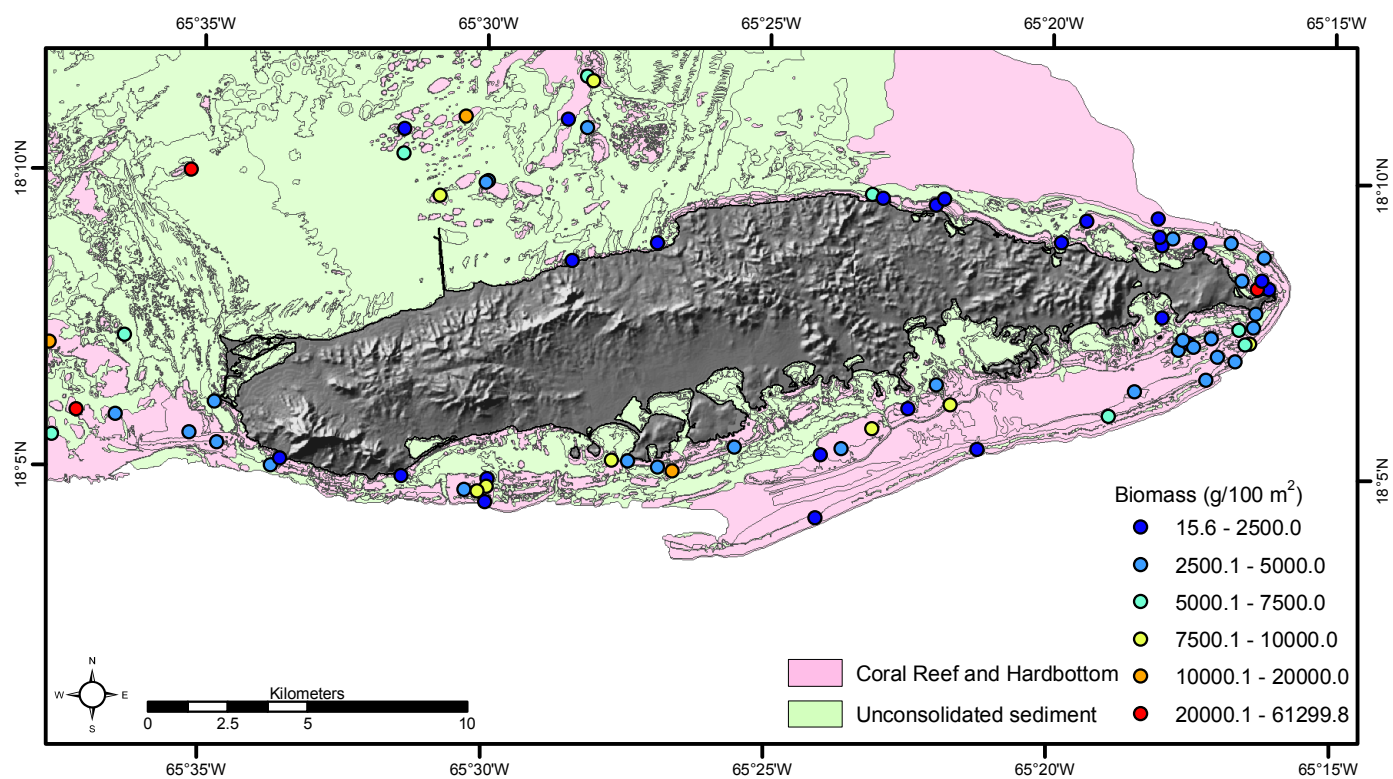 65°35'W 65°30'W 65°25'W 65°20'W 65°15'W
18°10'N 18°10'N
18°5'N 18°5'N
Biomass (g/100 m²)
15.6 - 2500.0
2500.1 - 5000.0
5000.1 - 7500.0
7500.1 - 10000.0
10000.1 - 20000.0
20000.1 - 61299.8
Coral Reef and Hardbottom
Unconsolidated sediment
N
W E
S
Kilometers
0 2.5 5 10
65°35'W 65°30'W 65°25'W 65°20'W 65°15'W